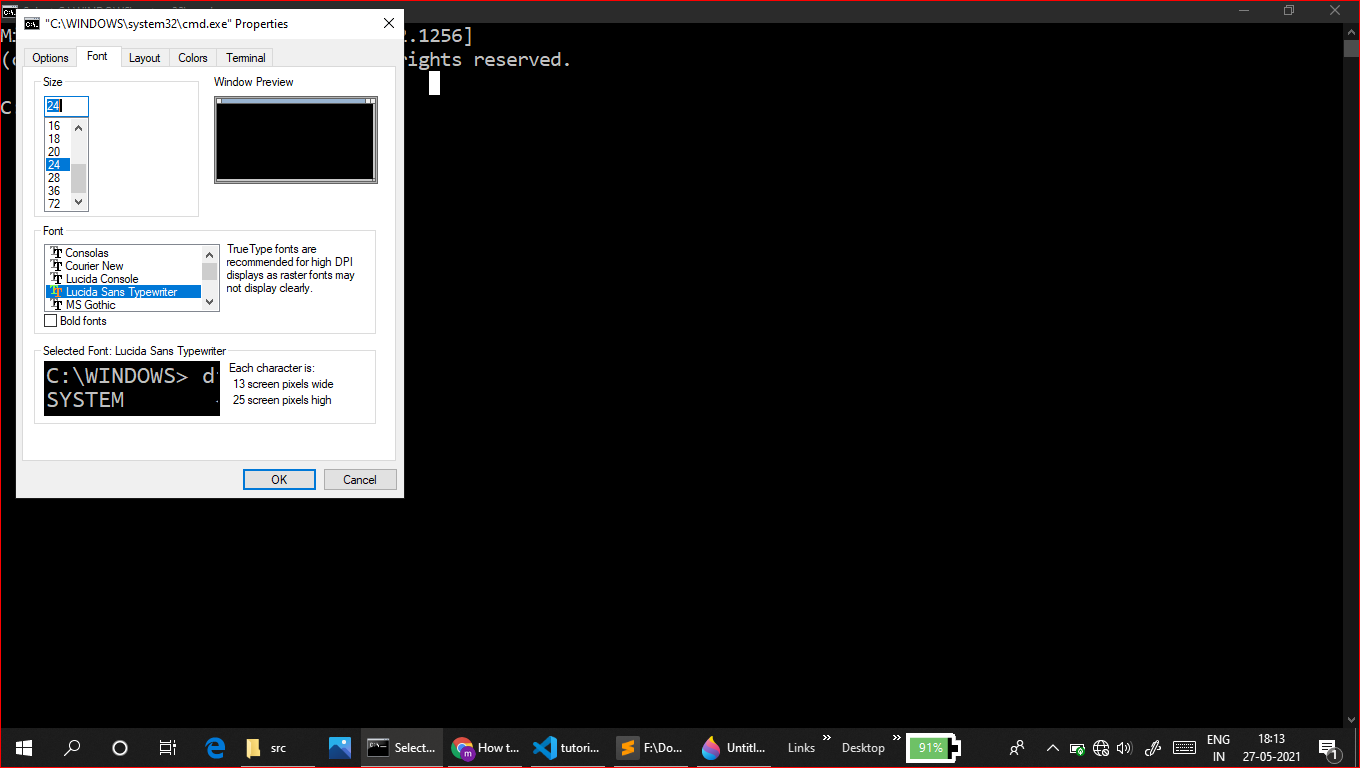 "C:\WINDOWS\system32\cmd.exe" Properties
2.1256]
rights reserved.
Options Font Layout Colors Terminal
Size
24
16
18
20
24
28
36
72
Window Preview
Font
Consolas
Courier New
Lucida Console
Lucida Sans Typewriter
MS Gothic
TrueType fonts are
recommended for high DPI
displays as raster fonts may
not display clearly.
Bold fonts
Selected Font: Lucida Sans Typewriter
C:\WINDOWS> d
SYSTEM
Each character is:
13 screen pixels wide
25 screen pixels high
OK Cancel
src Select... How t... tutori... F:\Do... Untitl... Links » Desktop » 91% ENG 18:13
IN 27-05-2021 1